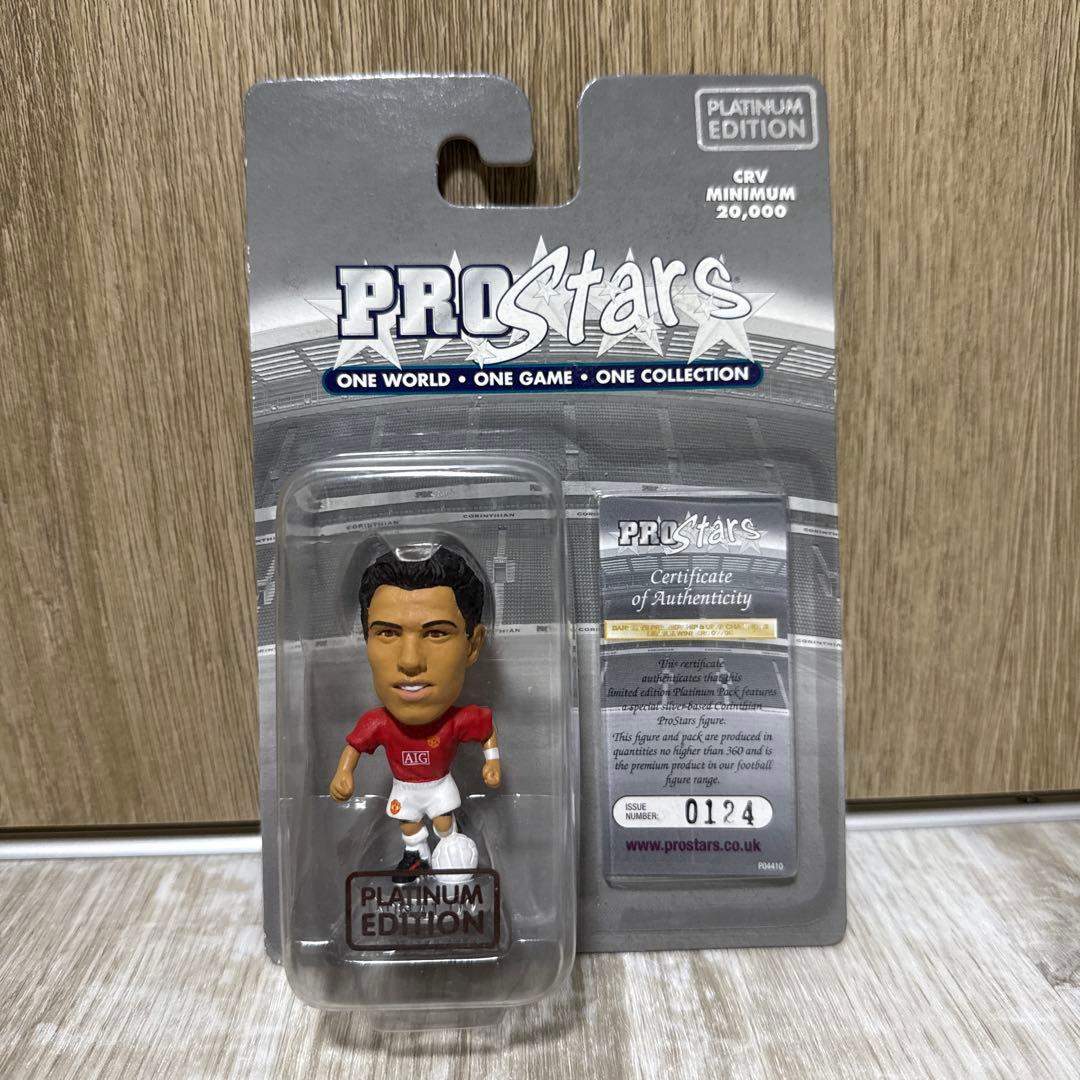 PLATINUM
EDITION
CRV
MINIMUM
20,000
PROStars
ONE WORLD • ONE GAME • ONE COLLECTION
CORINTHIAN
CORINTHIAN
AIG
PLATINUM
EDITION
PROStars
Certificate
of Authenticity
This certificate
authenticates that this
limited edition Platinum Pack features
a special silver-based Corinthian
ProStars figure.
This figure and pack are produced in
quantities no higher than 360 and is
the premium product in our football
figure range.
ISSUE
NUMBER: 0124
www.prostars.co.uk
P04410